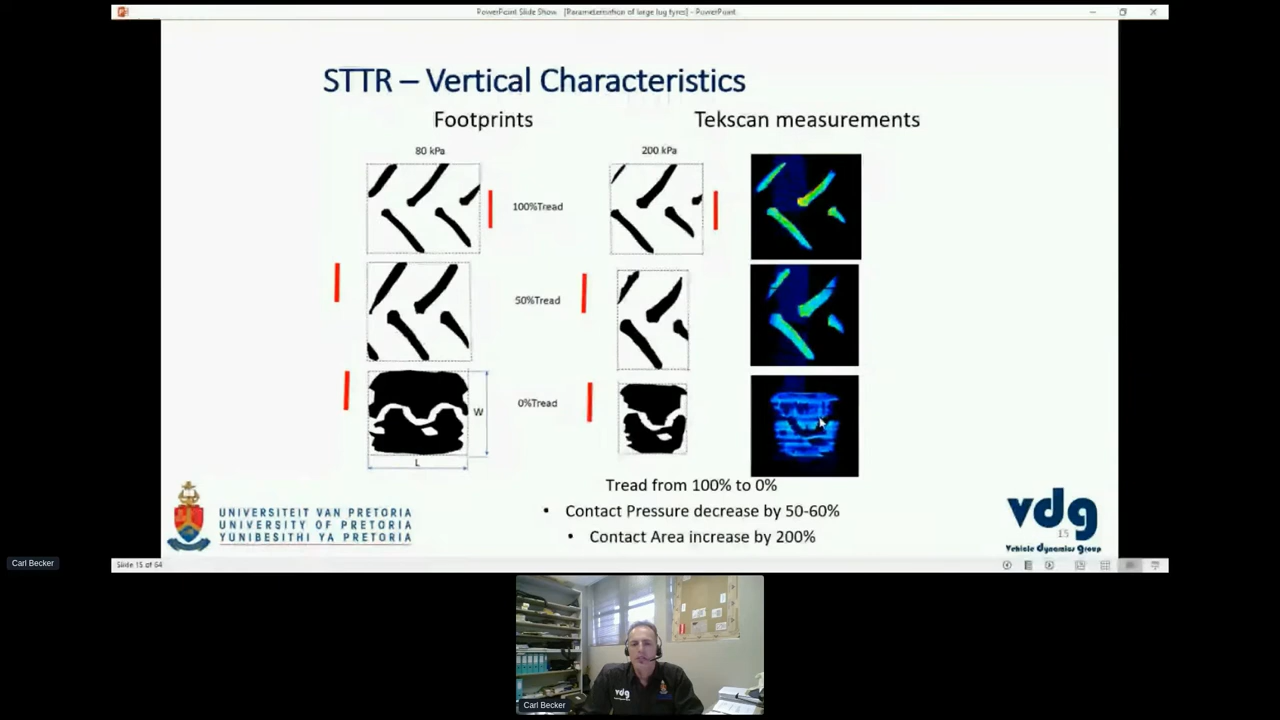 PowerPoint Slide Show - [Parameterisation of large lug tyres] - PowerPoint
STTR – Vertical Characteristics
Footprints
Tekscan measurements
80 kPa
200 kPa
100%Tread
50%Tread
0%Tread
W
L
Tread from 100% to 0%
• Contact Pressure decrease by 50-60%
• Contact Area increase by 200%
UNIVERSITEIT VAN PRETORIA
UNIVERSITY OF PRETORIA
YUNIBESITHI YA PRETORIA
vdg
15
Vehicle Dynamics Group
Carl Becker
Slide 15 of 64
vdg
Carl Becker